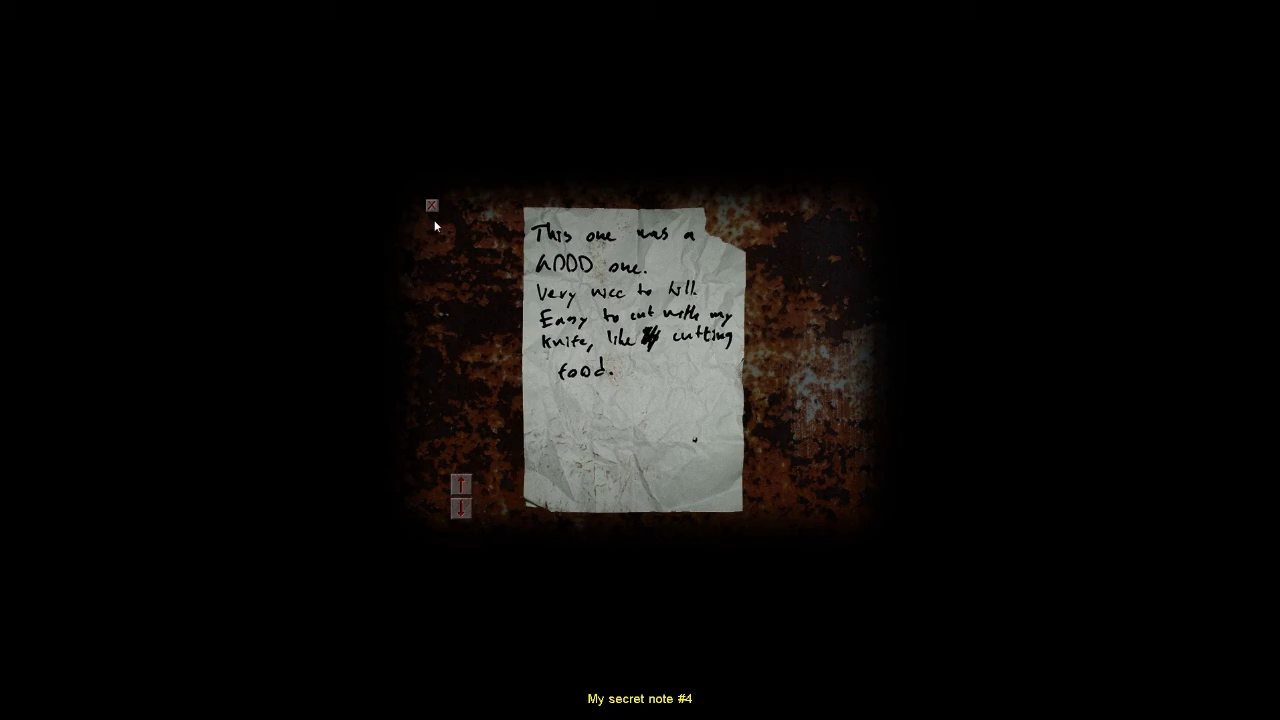 This one was a
GOOD one.
Very nice to kill.
Easy to cut with my
knife, like cutting
food.
My secret note #4